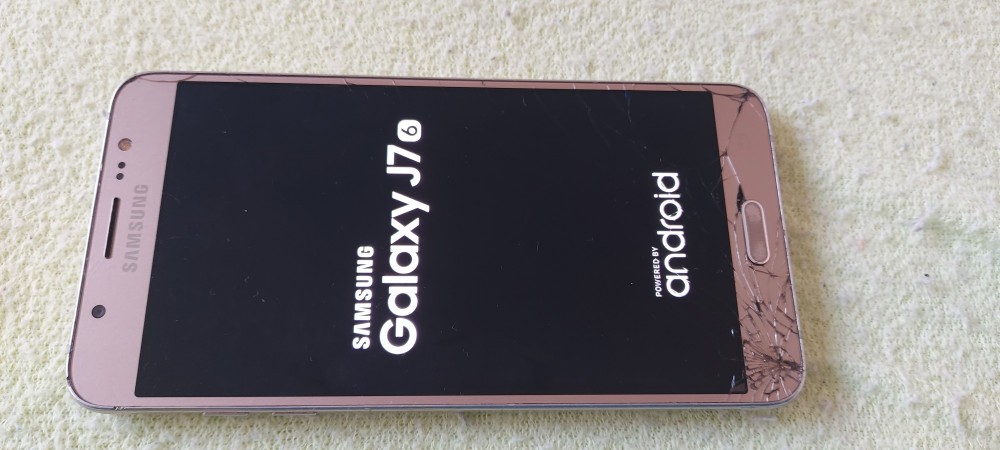 SAMSUNG
SAMSUNG
Galaxy J7 6
POWERED BY
android